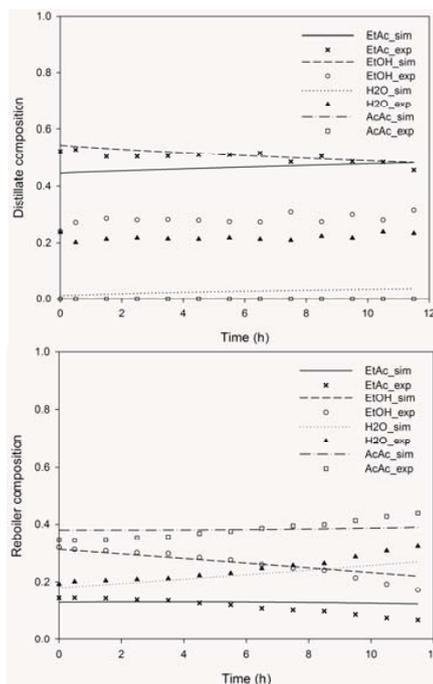 1.0
0.8
0.6
0.4
0.2
0.0
Distillate composition
EtAc_sim
EtAc_exp
EtOH_sim
EtOH_exp
H2O_sim
H2O_exp
AcAc_sim
AcAc_exp
0 2 4 6 8 10 12
Time (h)
1.0
0.8
0.6
0.4
0.2
0.0
Reboiler composition
EtAc_sim
EtAc_exp
EtOH_sim
EtOH_exp
H2O_sim
H2O_exp
AcAc_sim
AcAc_exp
0 2 4 6 8 10
Time (h)